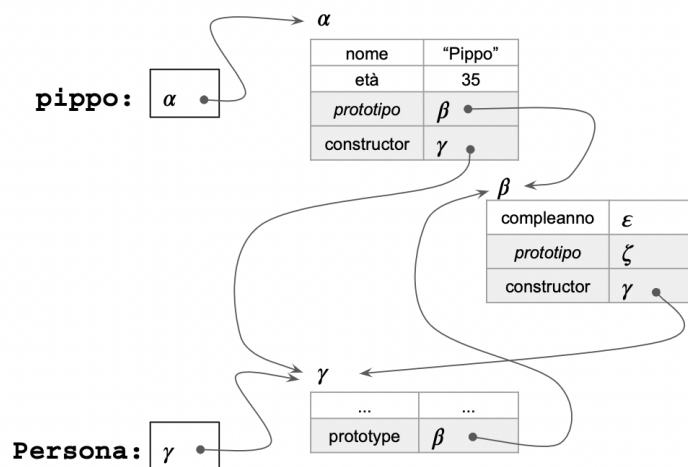 α
nome “Pippo”
età 35
pippo: α
prototipo β
constructor γ
β
compleanno ε
prototipo ζ
constructor γ
γ
... ...
prototype β
Persona: γ